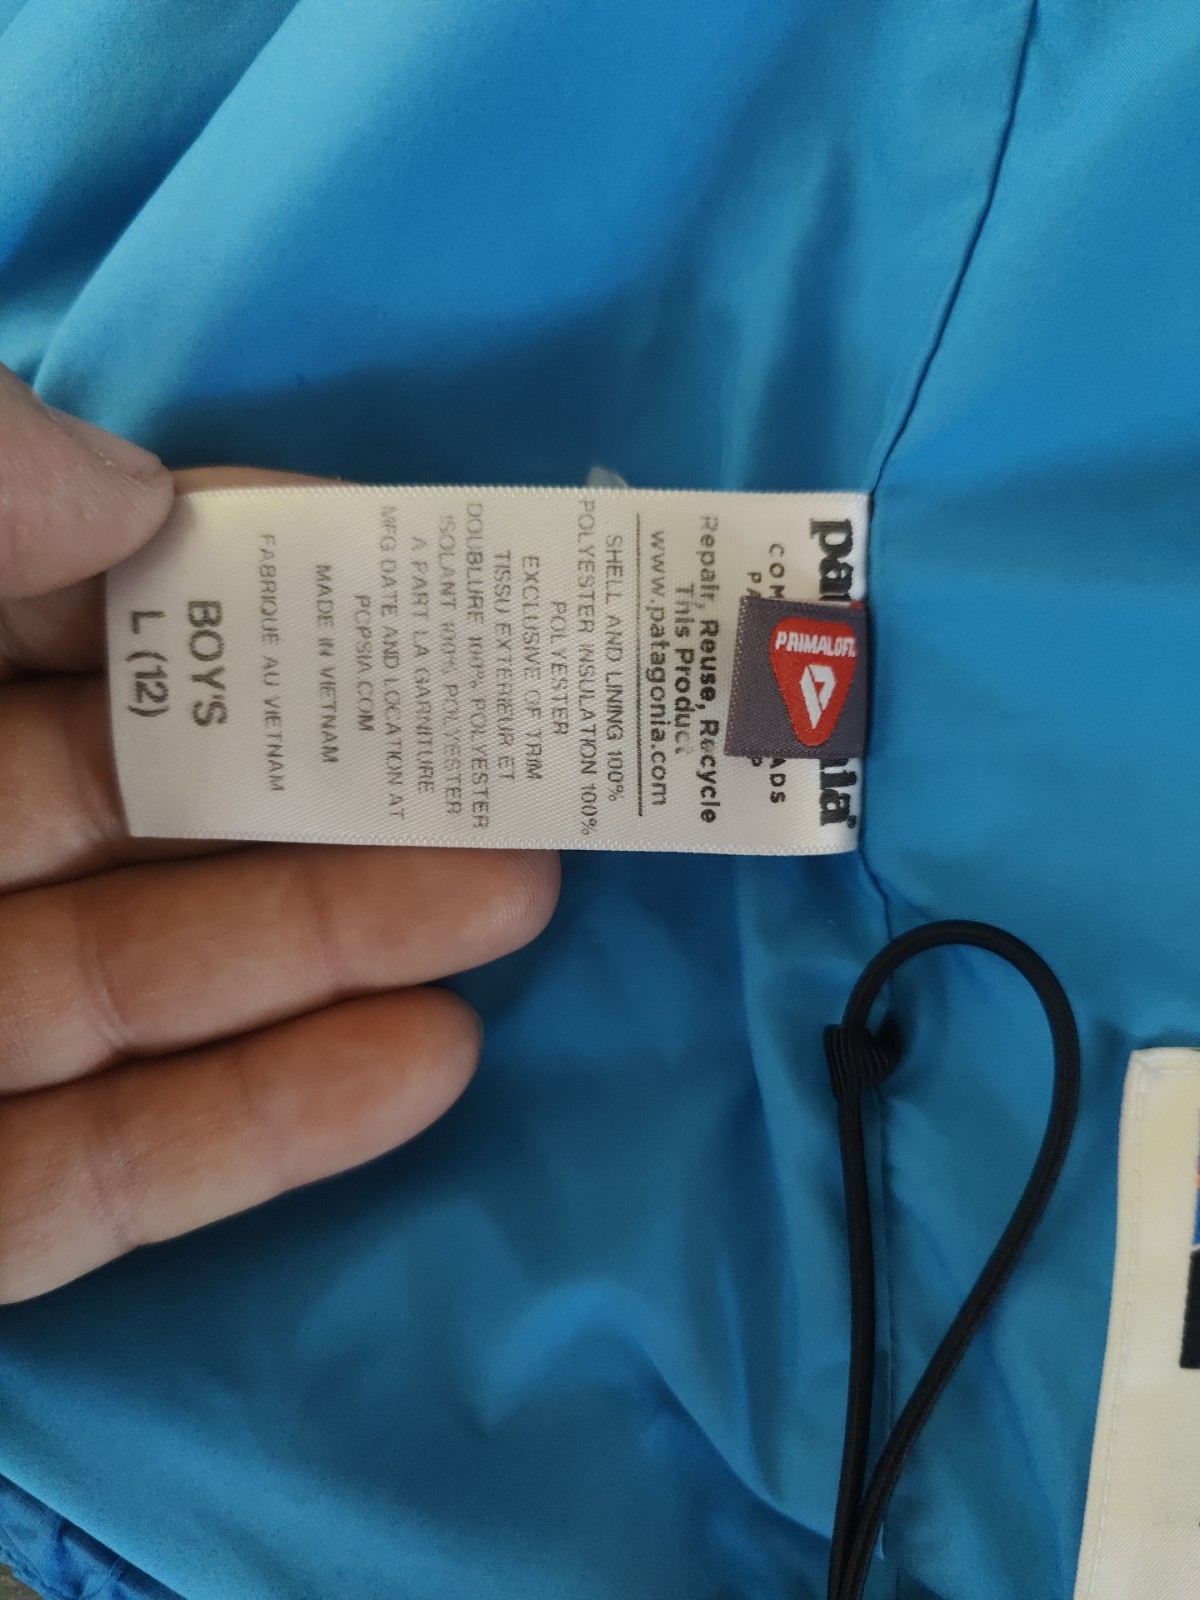 PRIMALOFT®
Repair, Reuse, Recycle
This Product
www.patagonia.com
SHELL AND LINING 100%
POLYESTER INSULATION 100%
POLYESTER
EXCLUSIVE OF TRIM
TISSU EXTERIEUR ET
DOUBLURE 100% POLYESTER
ISOLANT 100% POLYESTER
A PART LA GARNITURE
MFG DATE AND LOCATION AT
PCPSIA.COM
MADE IN VIETNAM
FABRIQUÉ AU VIETNAM
BOY'S
L (12)